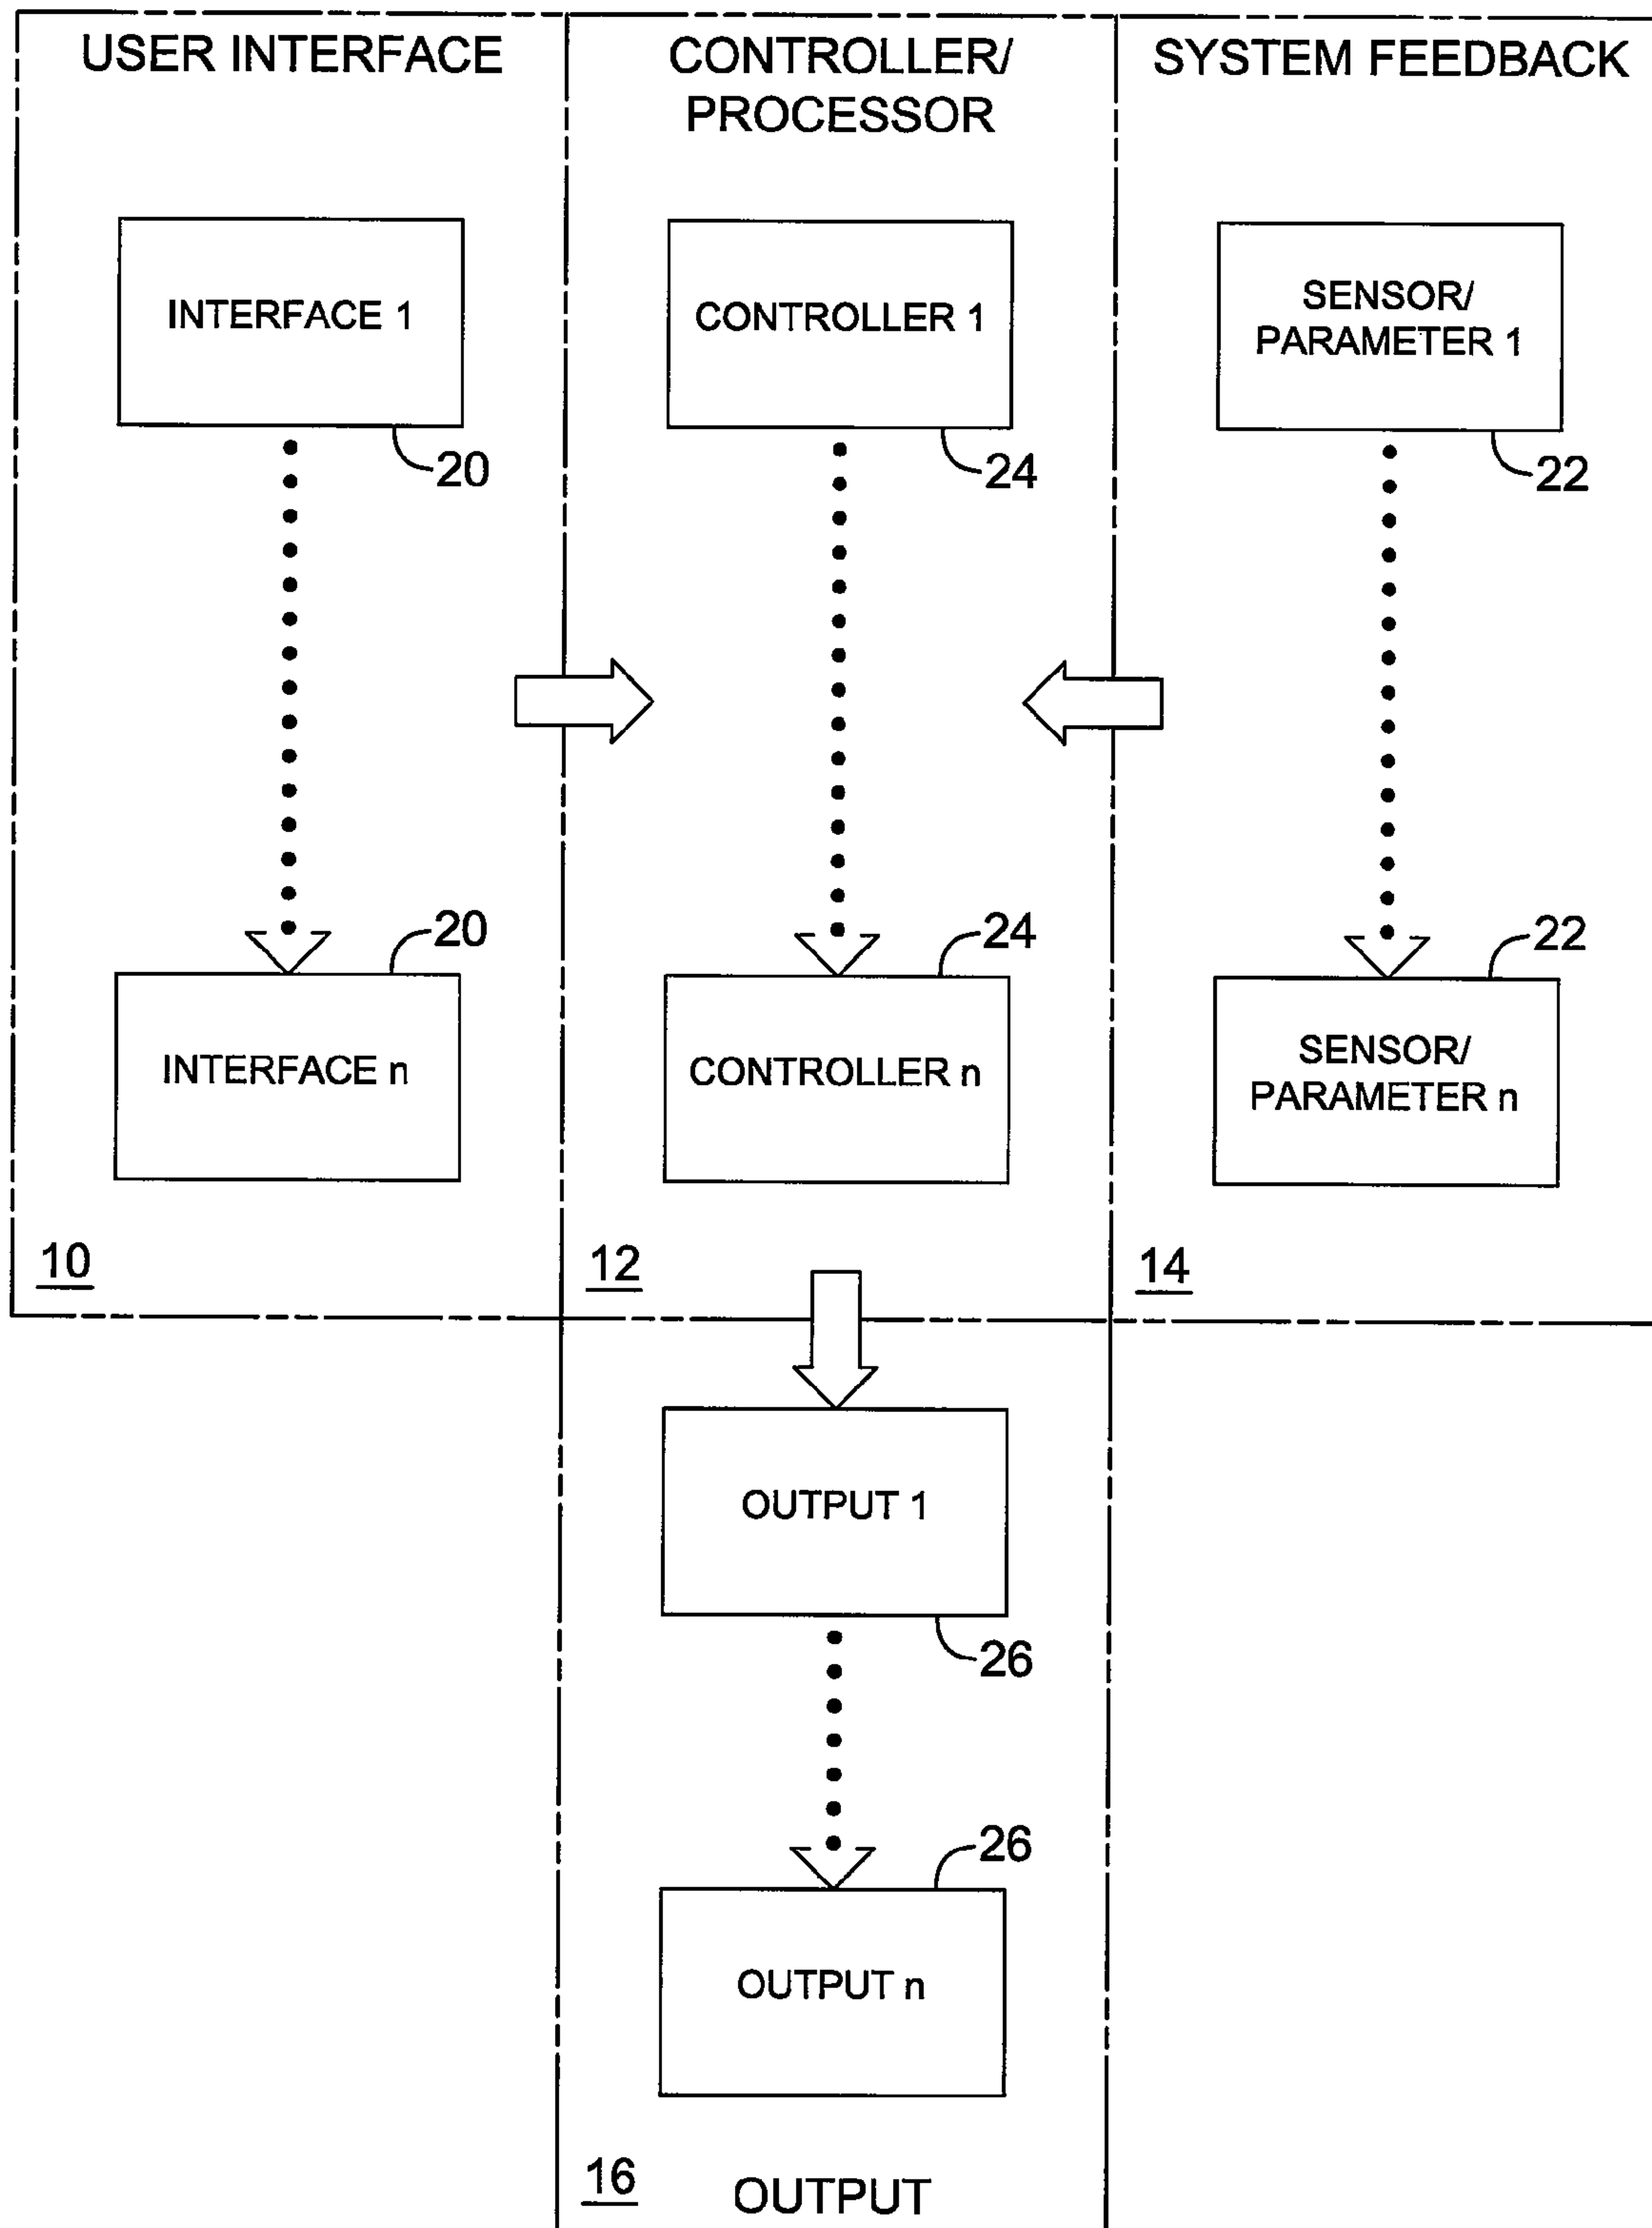 USER INTERFACE
CONTROLLER/
PROCESSOR
SYSTEM FEEDBACK
INTERFACE 1
20
CONTROLLER 1
24
SENSOR/
PARAMETER 1
22
20
INTERFACE n
24
CONTROLLER n
22
SENSOR/
PARAMETER n
10
12
14
OUTPUT 1
26
26
OUTPUT n
16
OUTPUT